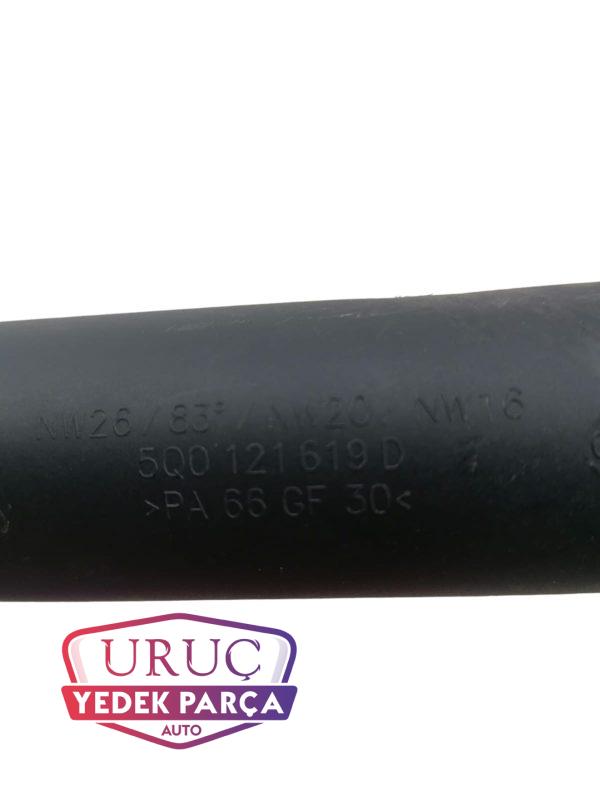 NW26/83°/NW20/NW16
5Q0 121 619 D
>PA 66 GF 30<
URUÇ
YEDEK PARÇA
AUTO